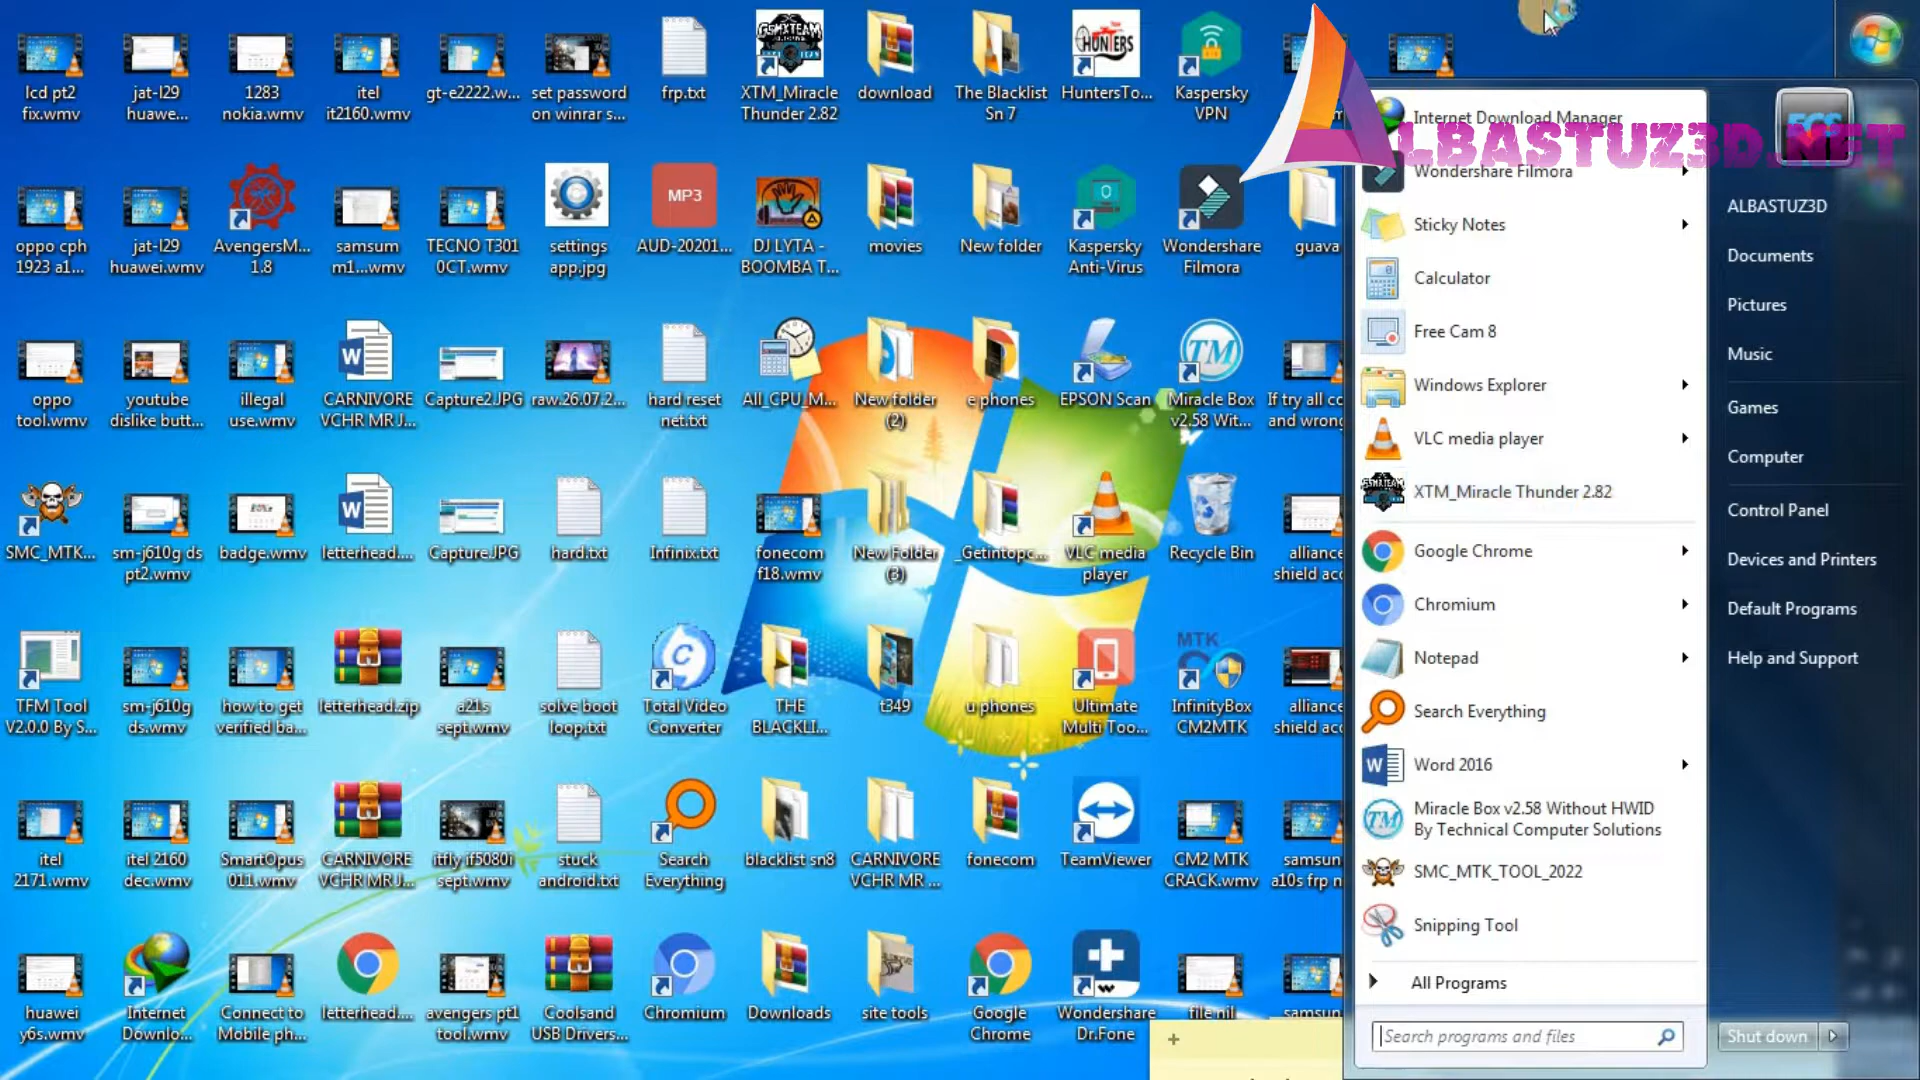 lcd pt2
fix.wmv
jat-l29
huawe...
1283
nokia.wmv
itel
it2160.wmv
gt-e2222.w...
set password
on winrar s...
frp.txt
XTM_Miracle
Thunder 2.82
download
The Blacklist
Sn 7
HuntersTo...
Kaspersky
VPN
oppo cph
1923 a1...
jat-l29
huawei.wmv
AvengersM...
1.8
samsum
m1...wmv
TECNO T301
0CT.wmv
settings
app.jpg
MP3
AUD-20201...
DJ LYTA -
BOOMBA T...
movies
New folder
Kaspersky
Anti-Virus
Wondershare
Filmora
guava
oppo
tool.wmv
youtube
dislike butt...
illegal
use.wmv
CARNIVORE
VCHR MR J...
Capture2.JPG
raw.26.07.2...
hard reset
net.txt
All_CPU_M...
New folder
(2)
e phones
EPSON Scan
Miracle Box
v2.58 Wit...
If try all co
and wrong
SMC_MTK...
sm-j610g ds
pt2.wmv
badge.wmv
letterhead....
Capture.JPG
hard.txt
Infinix.txt
fonecom
f18.wmv
New Folder
(3)
_Getintopc...
VLC media
player
Recycle Bin
alliance
shield acc
TFM Tool
V2.0.0 By S...
sm-j610g
ds.wmv
how to get
verified ba...
letterhead.zip
a21s
sept.wmv
solve boot
loop.txt
Total Video
Converter
THE
BLACKLI...
t349
u phones
Ultimate
Multi Too...
MTK
InfinityBox
CM2MTK
alliance
shield acc
itel
2171.wmv
itel 2160
dec.wmv
SmartOpus
011.wmv
CARNIVORE
VCHR MR J...
itfly if5080i
sept.wmv
stuck
android.txt
Search
Everything
blacklist sn8
CARNIVORE
VCHR MR ...
fonecom
TeamViewer
CM2 MTK
CRACK.wmv
samsun
a10s frp n
huawei
y6s.wmv
Internet
Downlo...
Connect to
Mobile ph...
letterhead....
avengers pt1
tool.wmv
Coolsand
USB Drivers...
Chromium
Downloads
site tools
Google
Chrome
Wondershare
Dr.Fone
file nil
samsun
+
ALBASTUZ3D.NET
Internet Download Manager
Wondershare Filmora
Sticky Notes
Calculator
Free Cam 8
Windows Explorer
VLC media player
XTM_Miracle Thunder 2.82
Google Chrome
Chromium
Notepad
Search Everything
Word 2016
Miracle Box v2.58 Without HWID
By Technical Computer Solutions
SMC_MTK_TOOL_2022
Snipping Tool
All Programs
Search programs and files
ALBASTUZ3D
Documents
Pictures
Music
Games
Computer
Control Panel
Devices and Printers
Default Programs
Help and Support
Shut down